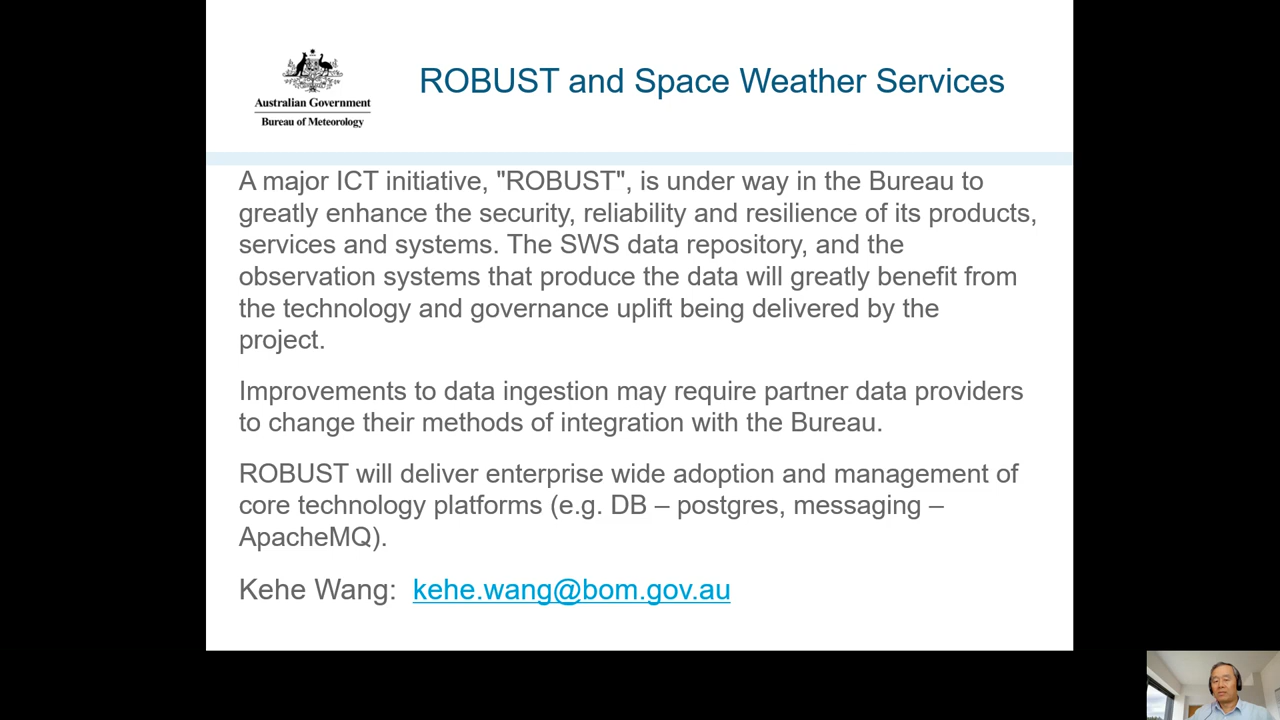 Australian Government
Bureau of Meteorology
ROBUST and Space Weather Services
A major ICT initiative, "ROBUST", is under way in the Bureau to
greatly enhance the security, reliability and resilience of its products,
services and systems. The SWS data repository, and the
observation systems that produce the data will greatly benefit from
the technology and governance uplift being delivered by the
project.
Improvements to data ingestion may require partner data providers
to change their methods of integration with the Bureau.
ROBUST will deliver enterprise wide adoption and management of
core technology platforms (e.g. DB – postgres, messaging –
ApacheMQ).
Kehe Wang: kehe.wang@bom.gov.au